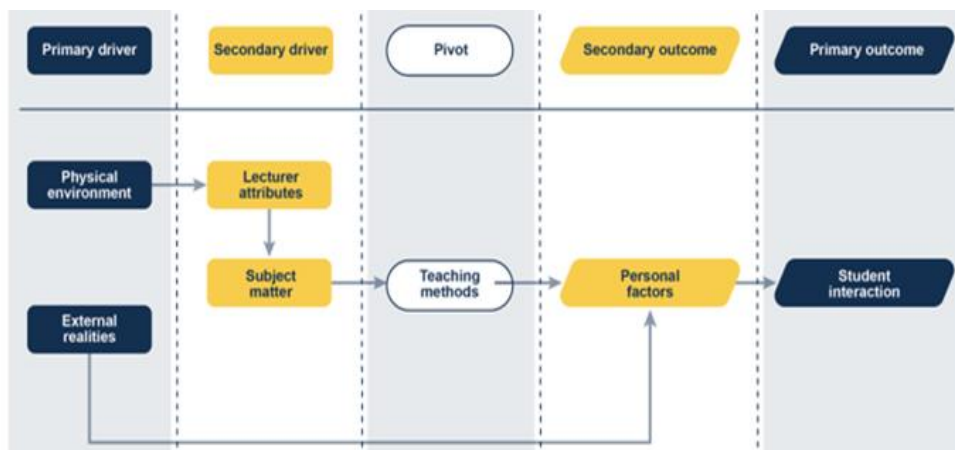 Primary driver
Secondary driver
Pivot
Secondary outcome
Primary outcome
Physical
environment
Lecturer
attributes
Subject
matter
Teaching
methods
Personal
factors
Student
interaction
External
realities